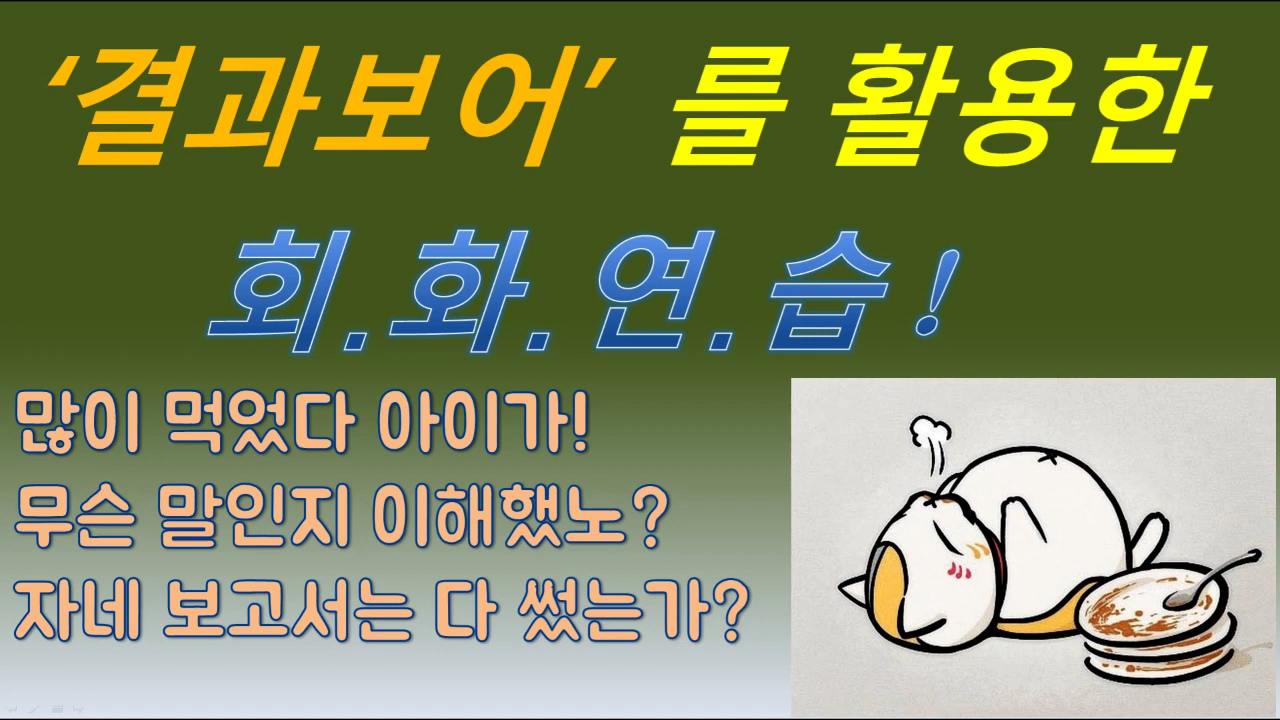 ‘결과보어’ 를 활용한
회.화.연.습!
많이 먹었다 아이가!
무슨 말인지 이해했노?
자네 보고서는 다 썼는가?